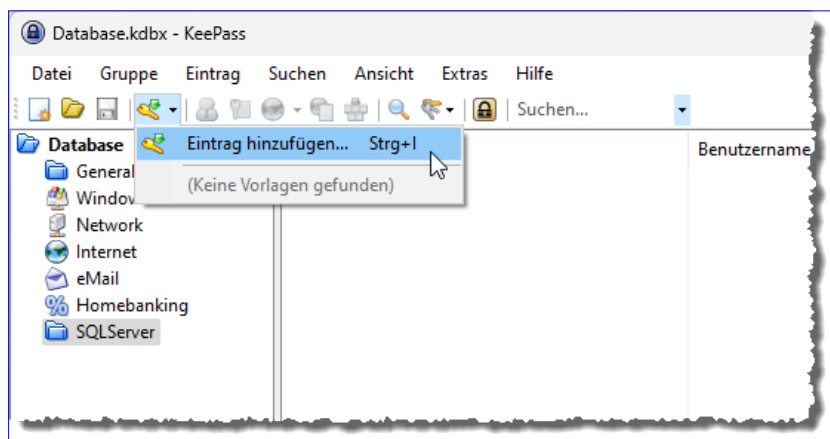 Database.kdbx - KeePass
Datei Gruppe Eintrag Suchen Ansicht Extras Hilfe
Suchen...
Database
Eintrag hinzufügen... Strg+I
Benutzername
General
(Keine Vorlagen gefunden)
Window
Network
Internet
eMail
Homebanking
SQLServer